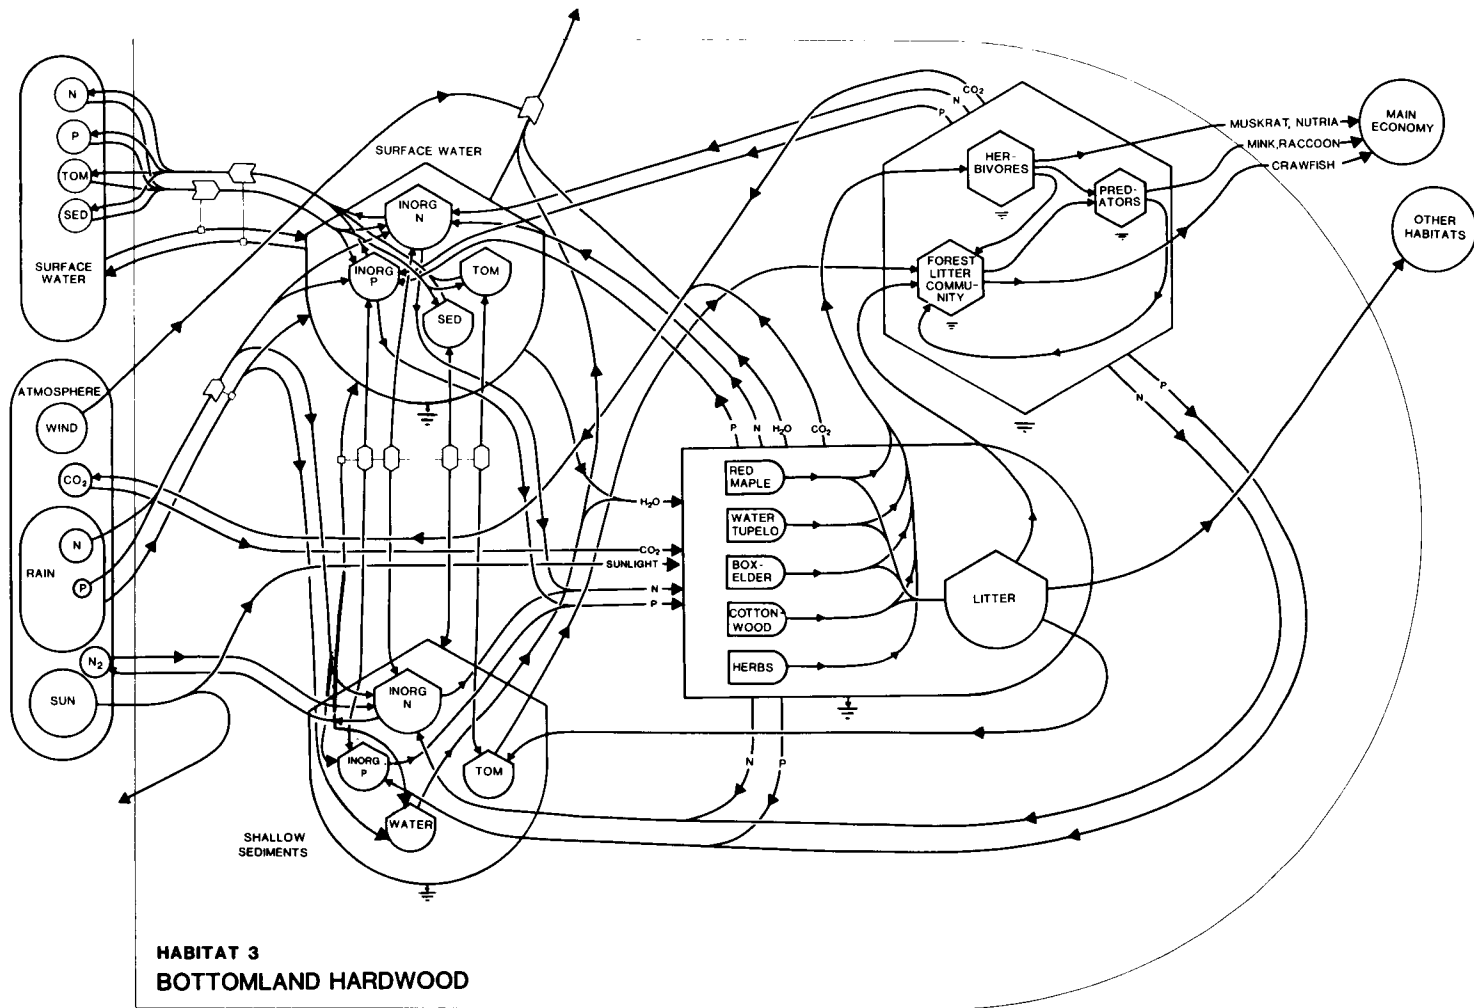 N
P
TOM
SED
SURFACE
WATER
ATMOSPHERE
WIND
CO2
N
RAIN
P
N2
SUN
SURFACE WATER
INORG
N
INORG
P
TOM
SED
INORG
N
INORG
P
TOM
WATER
SHALLOW
SEDIMENTS
CO2
N
P
HER-
BIVORES
PRED-
ATORS
FOREST
LITTER
COMMU-
NITY
MUSKRAT, NUTRIA
MINK, RACCOON
CRAWFISH
MAIN
ECONOMY
OTHER
HABITATS
P
N
P
N
H2O
CO2
H2O
CO2
SUNLIGHT
N
P
RED
MAPLE
WATER
TUPELO
BOX-
ELDER
COTTON-
WOOD
HERBS
LITTER
N
P
HABITAT 3
BOTTOMLAND HARDWOOD